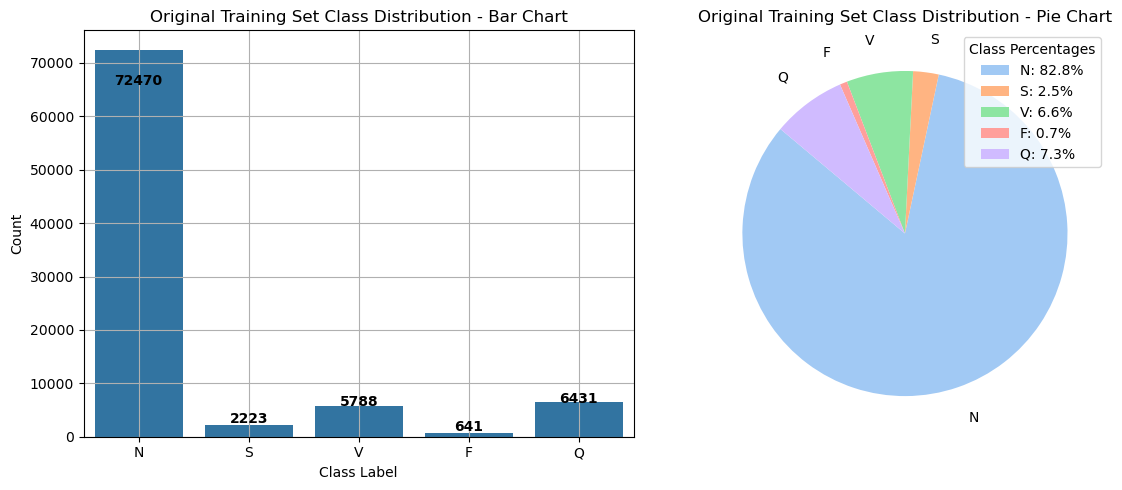 Original Training Set Class Distribution - Bar Chart
70000
60000
50000
40000
30000
20000
10000
0
Count
72470
2223
5788
641
6431
N S V F Q
Class Label
Original Training Set Class Distribution - Pie Chart
Class Percentages
N: 82.8%
S: 2.5%
V: 6.6%
F: 0.7%
Q: 7.3%
S
V
F
Q
N